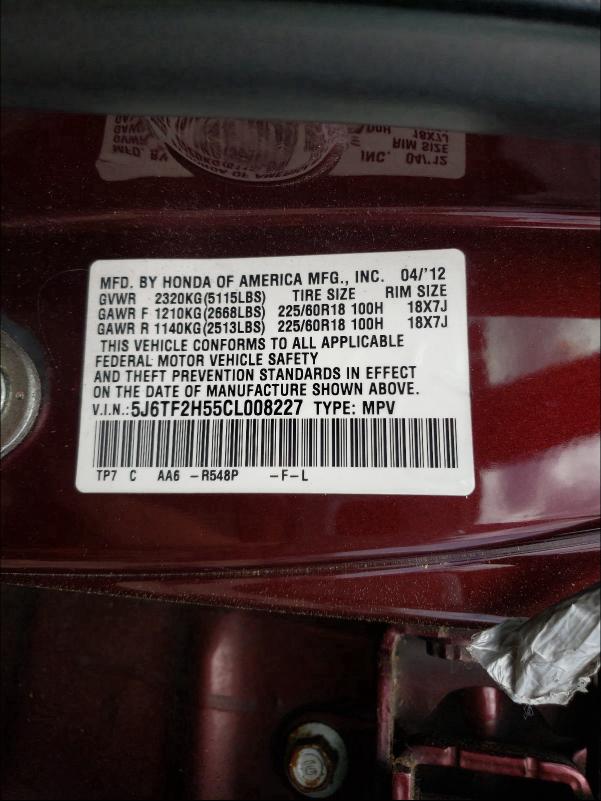 MFD. BY HONDA OF AMERICA MFG., INC. 04/'12
GVWR 2320KG(5115LBS) TIRE SIZE RIM SIZE
GAWR F 1210KG(2668LBS) 225/60R18 100H 18X7J
GAWR R 1140KG(2513LBS) 225/60R18 100H 18X7J
THIS VEHICLE CONFORMS TO ALL APPLICABLE
FEDERAL MOTOR VEHICLE SAFETY
AND THEFT PREVENTION STANDARDS IN EFFECT
ON THE DATE OF MANUFACTURE SHOWN ABOVE.
V.I.N.:5J6TF2H55CL008227 TYPE: MPV
TP7 C AA6 -R548P -F-L